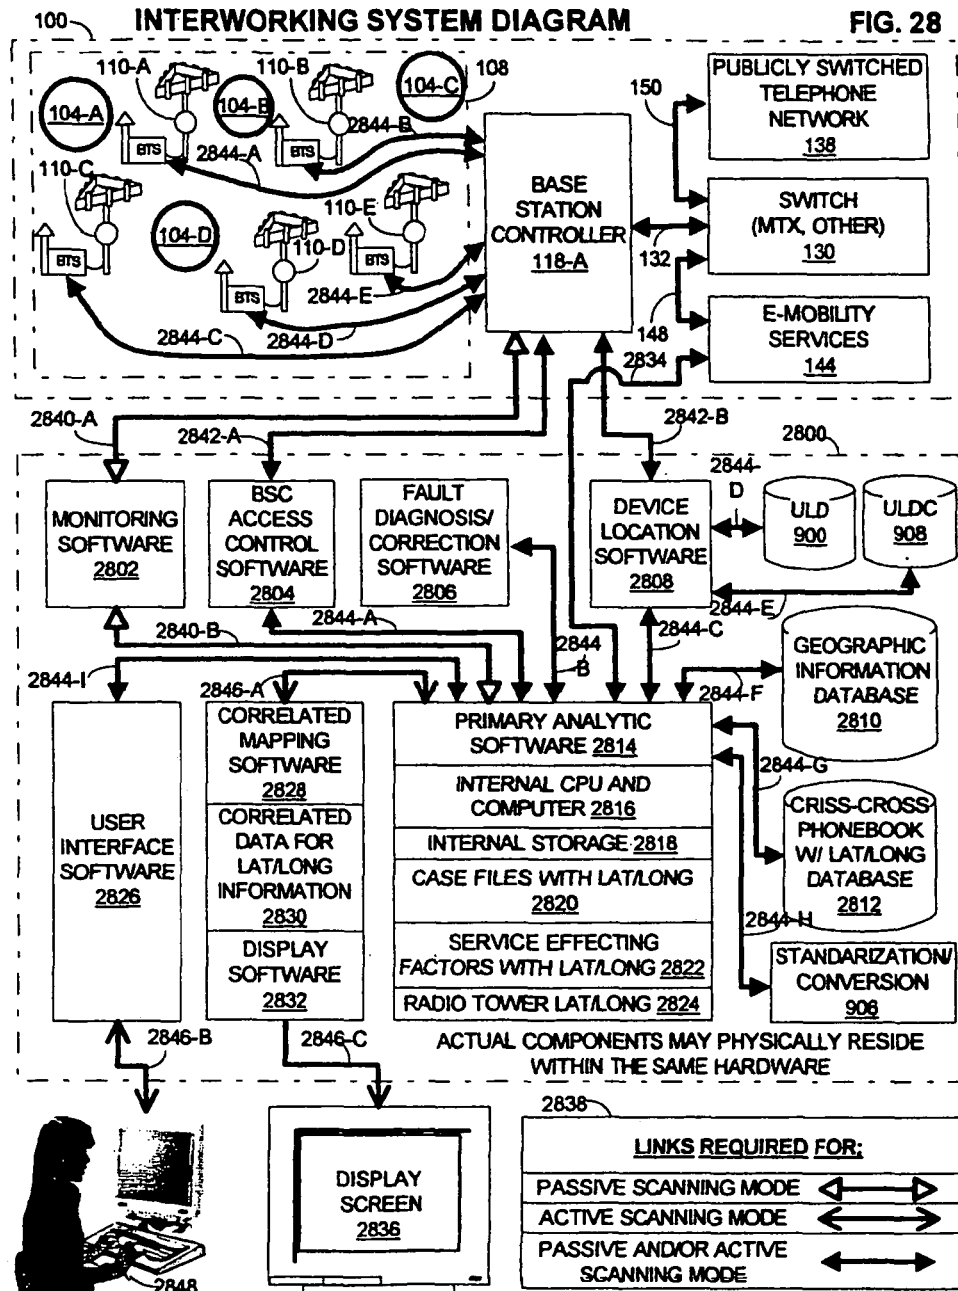 INTERWORKING SYSTEM DIAGRAM
FIG. 28
100
110-A
110-B
108
104-A
104-B
104-C
2844-B
BTS
BTS
2844-A
110-C
110-E
104-D
110-D
BTS
BTS
BTS
2844-E
2844-C
2844-D
BASE
STATION
CONTROLLER
118-A
150
PUBLICLY SWITCHED
TELEPHONE
NETWORK
138
SWITCH
(MTX, OTHER)
130
132
148
E-MOBILITY
SERVICES
144
2834
2840-A
2842-A
2842-B
2800
MONITORING
SOFTWARE
2802
BSC
ACCESS
CONTROL
SOFTWARE
2804
FAULT
DIAGNOSIS/
CORRECTION
SOFTWARE
2806
DEVICE
LOCATION
SOFTWARE
2808
2844-
D
ULD
900
ULDC
908
2844-E
2840-B
2844-A
2844
B
2844-C
2844-I
2846-A
2844-F
GEOGRAPHIC
INFORMATION
DATABASE
2810
USER
INTERFACE
SOFTWARE
2826
CORRELATED
MAPPING
SOFTWARE
2828
CORRELATED
DATA FOR
LAT/LONG
INFORMATION
2830
DISPLAY
SOFTWARE
2832
PRIMARY ANALYTIC
SOFTWARE 2814
INTERNAL CPU AND
COMPUTER 2816
INTERNAL STORAGE 2818
CASE FILES WITH LAT/LONG
2820
SERVICE EFFECTING
FACTORS WITH LAT/LONG 2822
RADIO TOWER LAT/LONG 2824
2844-G
CRISS-CROSS
PHONEBOOK
W/ LAT/LONG
DATABASE
2812
2844-H
STANDARIZATION/
CONVERSION
906
2846-B
2846-C
ACTUAL COMPONENTS MAY PHYSICALLY RESIDE
WITHIN THE SAME HARDWARE
2848
DISPLAY
SCREEN
2836
2838
LINKS REQUIRED FOR:
PASSIVE SCANNING MODE
ACTIVE SCANNING MODE
PASSIVE AND/OR ACTIVE
SCANNING MODE